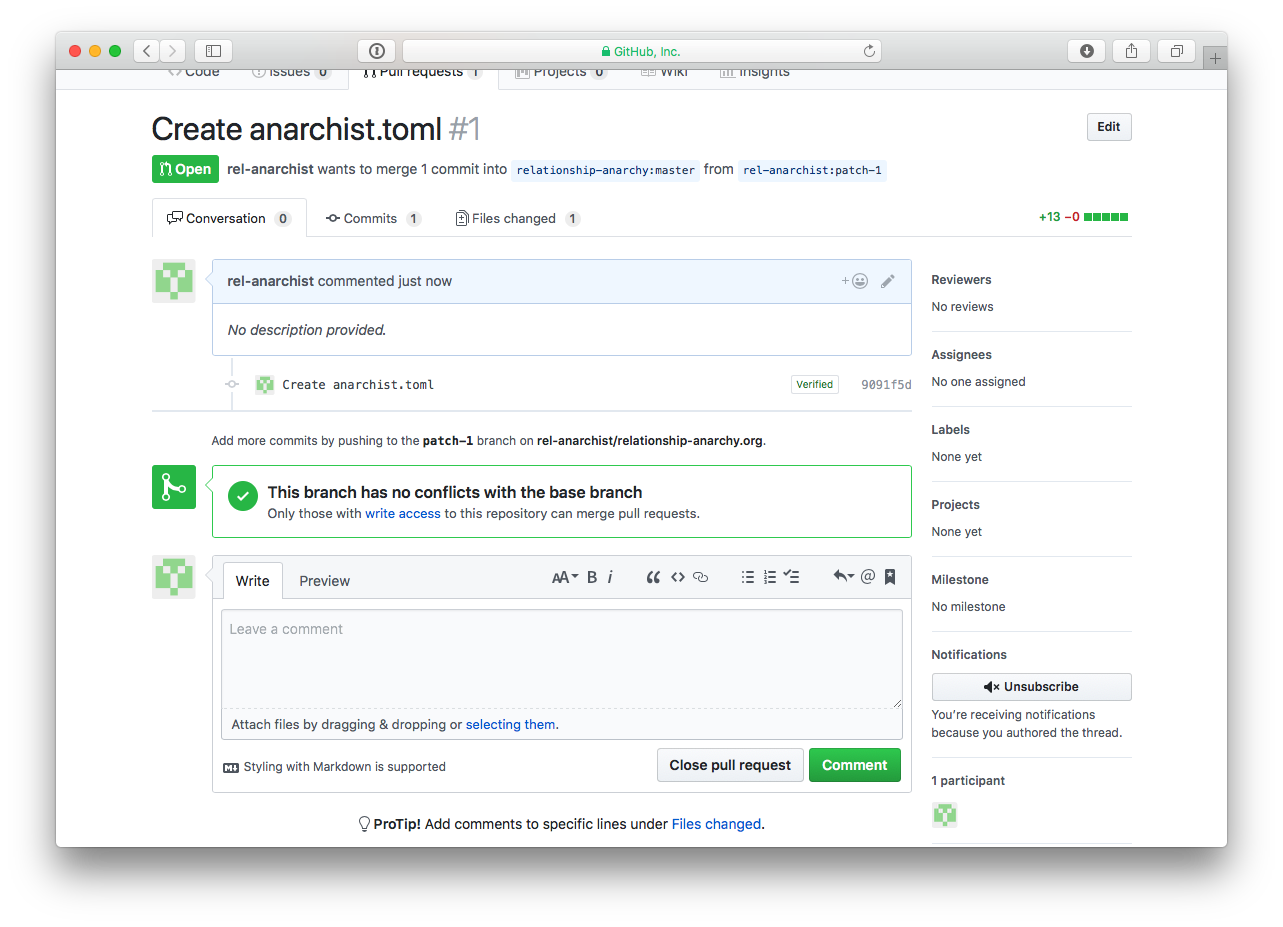 GitHub, Inc.
Code Issues 0 Pull requests 1 Projects 0 Wiki Insights
Create anarchist.toml #1
Edit
Open rel-anarchist wants to merge 1 commit into relationship-anarchy:master from rel-anarchist:patch-1
Conversation 0 Commits 1 Files changed 1
+13 −0
rel-anarchist commented just now
No description provided.
Create anarchist.toml Verified 9091f5d
Add more commits by pushing to the patch-1 branch on rel-anarchist/relationship-anarchy.org.
This branch has no conflicts with the base branch
Only those with write access to this repository can merge pull requests.
Write Preview
AA B i
Leave a comment
Attach files by dragging & dropping or selecting them.
Styling with Markdown is supported
Close pull request Comment
ProTip! Add comments to specific lines under Files changed.
Reviewers
No reviews
Assignees
No one assigned
Labels
None yet
Projects
None yet
Milestone
No milestone
Notifications
Unsubscribe
You’re receiving notifications
because you authored the thread.
1 participant